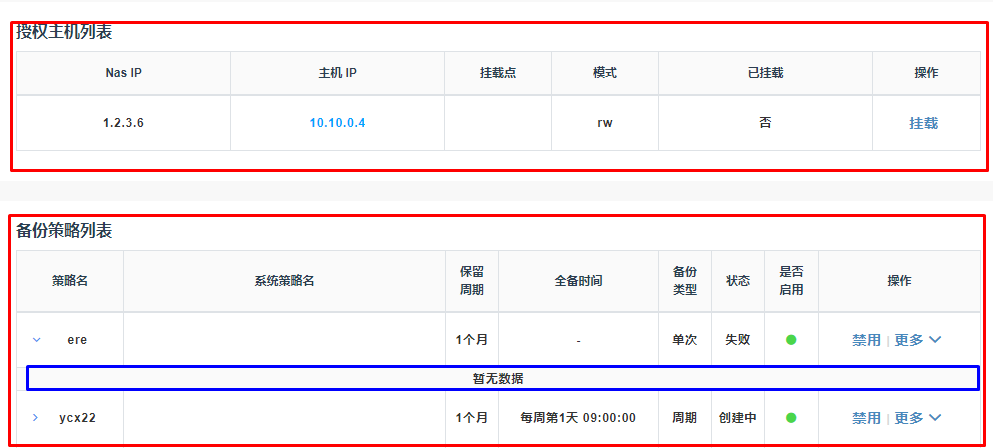 授权主机列表
Nas IP 主机 IP 挂载点 模式 已挂载 操作
1.2.3.6 10.10.0.4 rw 否 挂载
备份策略列表
策略名 系统策略名 保留周期 全备时间 备份类型 状态 是否启用 操作
ere 1个月 - 单次 失败 禁用 | 更多
暂无数据
ycx22 1个月 每周第1天 09:00:00 周期 创建中 禁用 | 更多